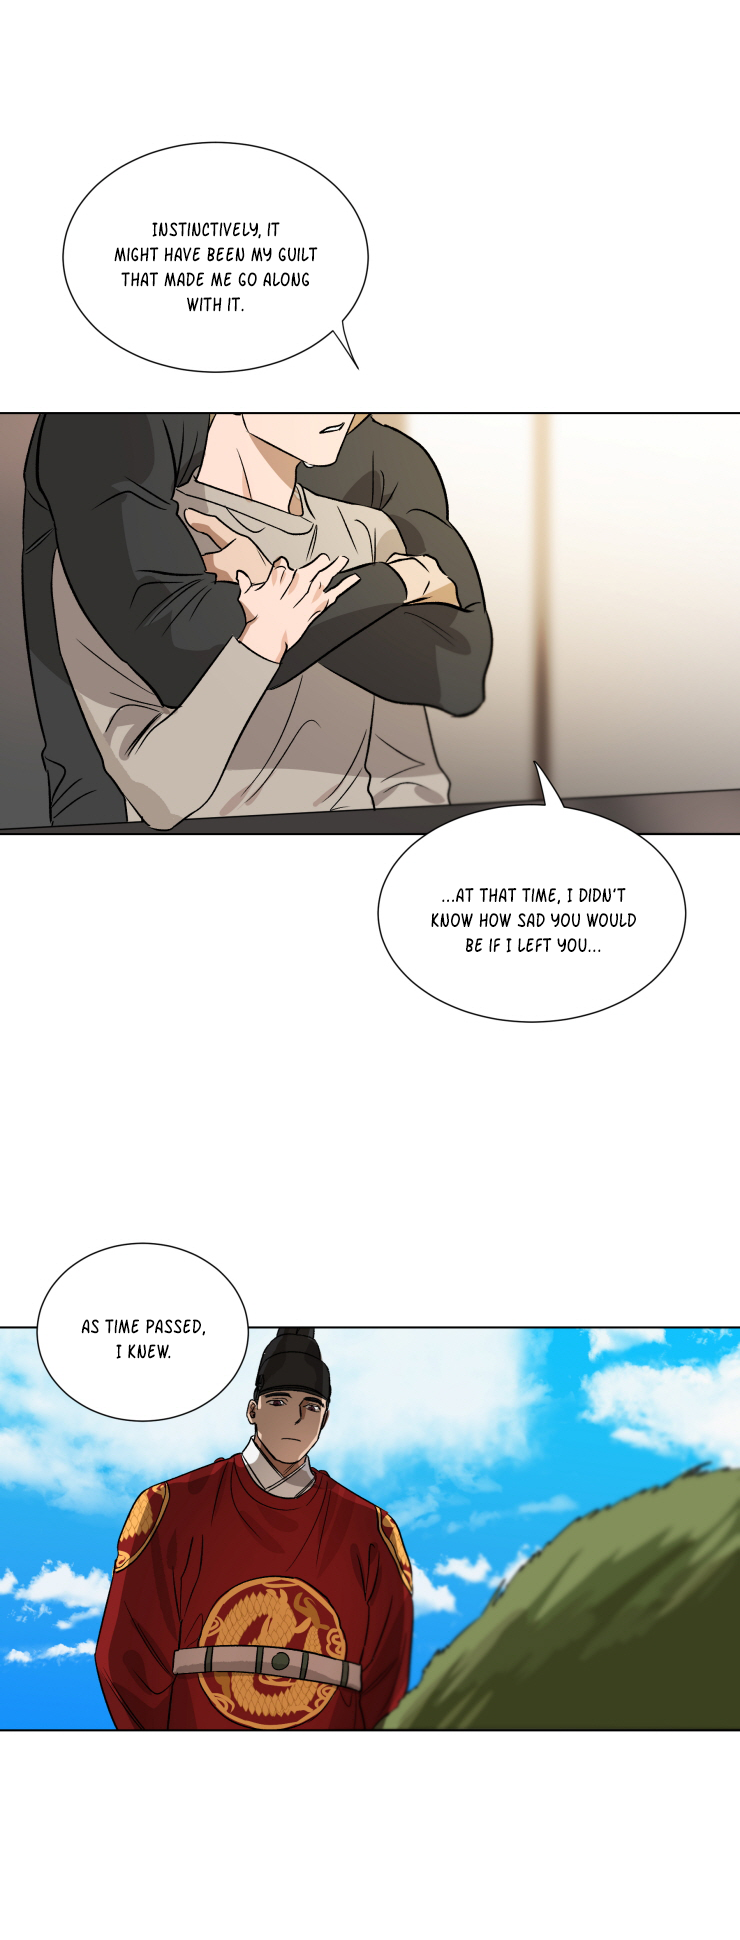 INSTINCTIVELY, IT
MIGHT HAVE BEEN MY GUILT
THAT MADE ME GO ALONG
WITH IT.
...AT THAT TIME, I DIDN'T
KNOW HOW SAD YOU WOULD
BE IF I LEFT YOU...
AS TIME PASSED,
I KNEW.